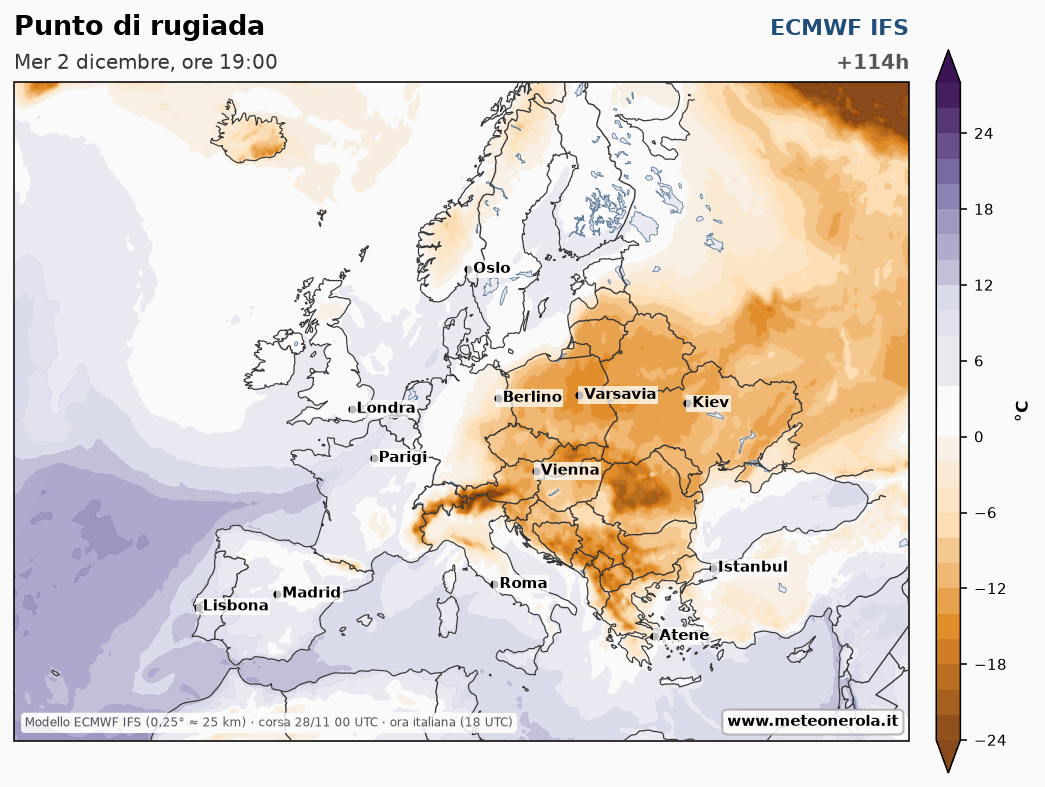 Punto di rugiada
ECMWF IFS
Mer 2 dicembre, ore 19:00
+114h
24
18
12
6
0
−6
−12
−18
−24
°C
Oslo
Londra
Berlino
Varsavia
Kiev
Parigi
Vienna
Istanbul
Roma
Madrid
Lisbona
Atene
Modello ECMWF IFS (0,25° ≈ 25 km) · corsa 28/11 00 UTC · ora italiana (18 UTC)
www.meteonerola.it